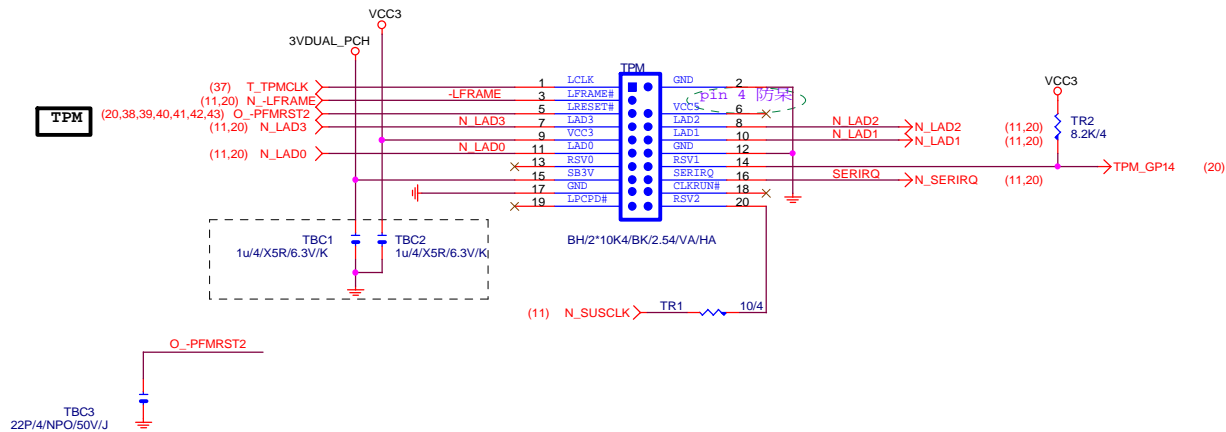 VCC3
3VDUAL_PCH
TPM
(37) T_TPMCLK 1 LCLK GND 2
(11,20) N_-LFRAME -LFRAME 3 LFRAME# pin 4 防呆
(20,38,39,40,41,42,43) O_-PFMRST2 5 LRESET# VCC5 6
(11,20) N_LAD3 N_LAD3 7 LAD3 LAD2 8 N_LAD2 N_LAD2 (11,20)
9 VCC3 LAD1 10 N_LAD1 N_LAD1 (11,20)
(11,20) N_LAD0 N_LAD0 11 LAD0 GND 12
13 RSV0 RSV1 14 TPM_GP14 (20)
15 SB3V SERIRQ 16 SERIRQ N_SERIRQ (11,20)
17 GND CLKRUN# 18
19 LPCPD# RSV2 20
BH/2*10K4/BK/2.54/VA/HA
TPM
VCC3
TR2
8.2K/4
TBC1
1u/4/X5R/6.3V/K
TBC2
1u/4/X5R/6.3V/K
(11) N_SUSCLK TR1 10/4
O_-PFMRST2
TBC3
22P/4/NPO/50V/J